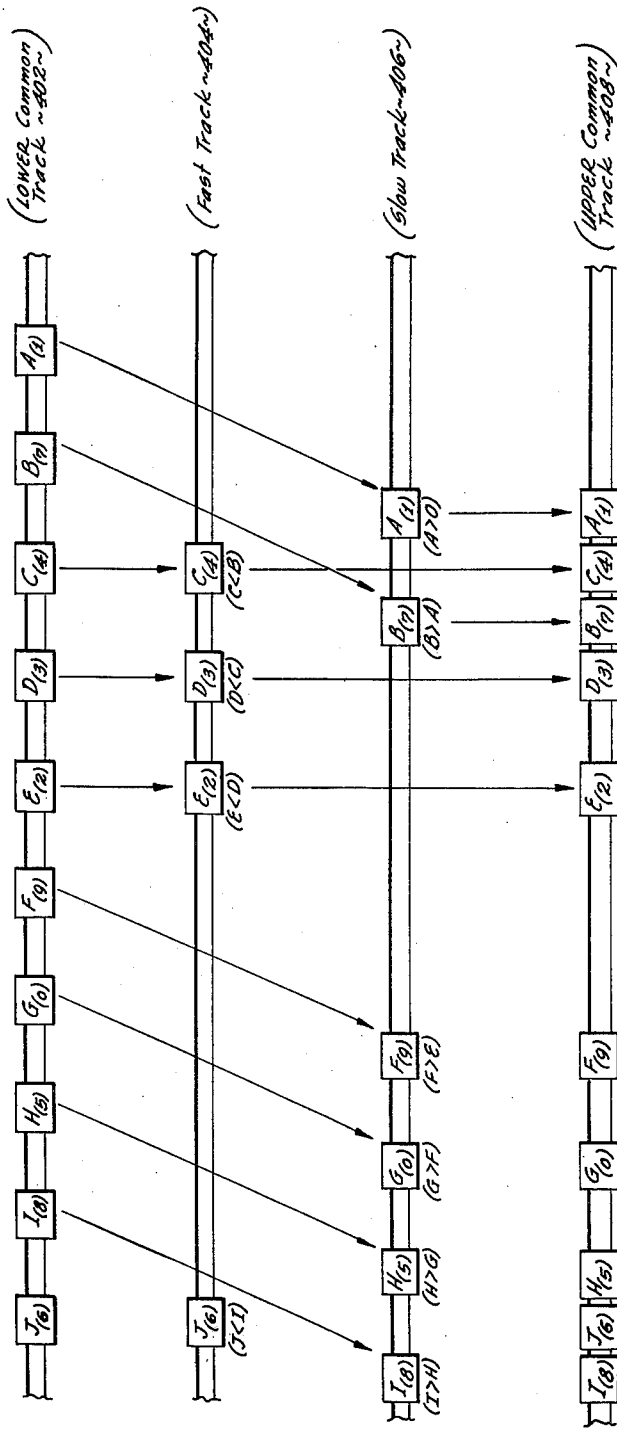 J(6) I(8) H(5) G(0) F(9) E(2) D(3) C(4) B(7) A(1) (LOWER Common
Track ~402~)
J(6) E(2) D(3) C(4) (Fast Track ~404~)
(J<I) (E<D) (D<C) (C<B)
I(8) H(5) G(0) F(9) B(7) A(1) (Slow Track ~406~)
(I>H) (H>G) (G>F) (F>E) (B>A) (A>0)
I(8) J(6) H(5) G(0) F(9) E(2) D(3) B(7) C(4) A(1) (UPPER Common
Track ~408~)